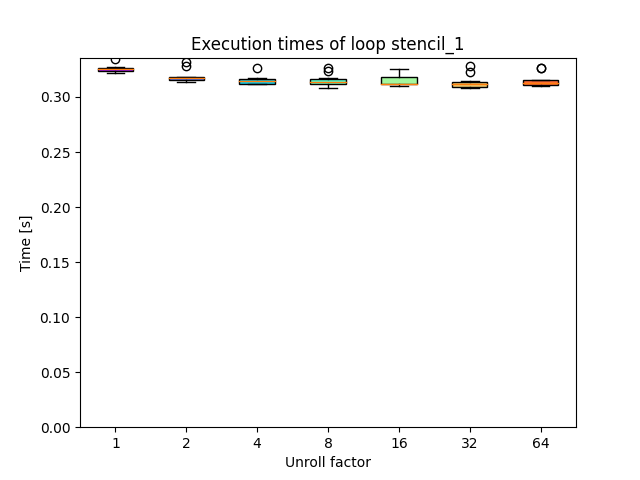 Execution times of loop stencil_1
0.30
0.25
0.20
0.15
0.10
0.05
0.00
Time [s]
1 2 4 8 16 32 64
Unroll factor